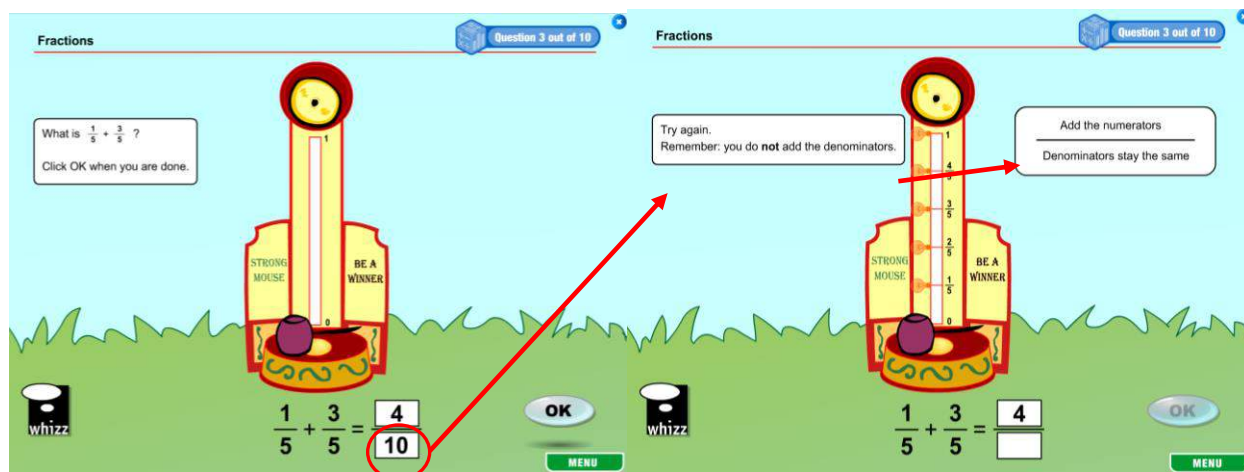 Fractions
Question 3 out of 10
What is 1/5 + 3/5 ?
Click OK when you are done.
1
STRONG MOUSE
BE A WINNER
0
1/5 + 3/5 = 4/10
whizz
OK
MENU
Fractions
Question 3 out of 10
Try again.
Remember: you do not add the denominators.
Add the numerators
Denominators stay the same
1
4/5
3/5
2/5
1/5
0
STRONG MOUSE
BE A WINNER
1/5 + 3/5 = 4/
whizz
OK
MENU